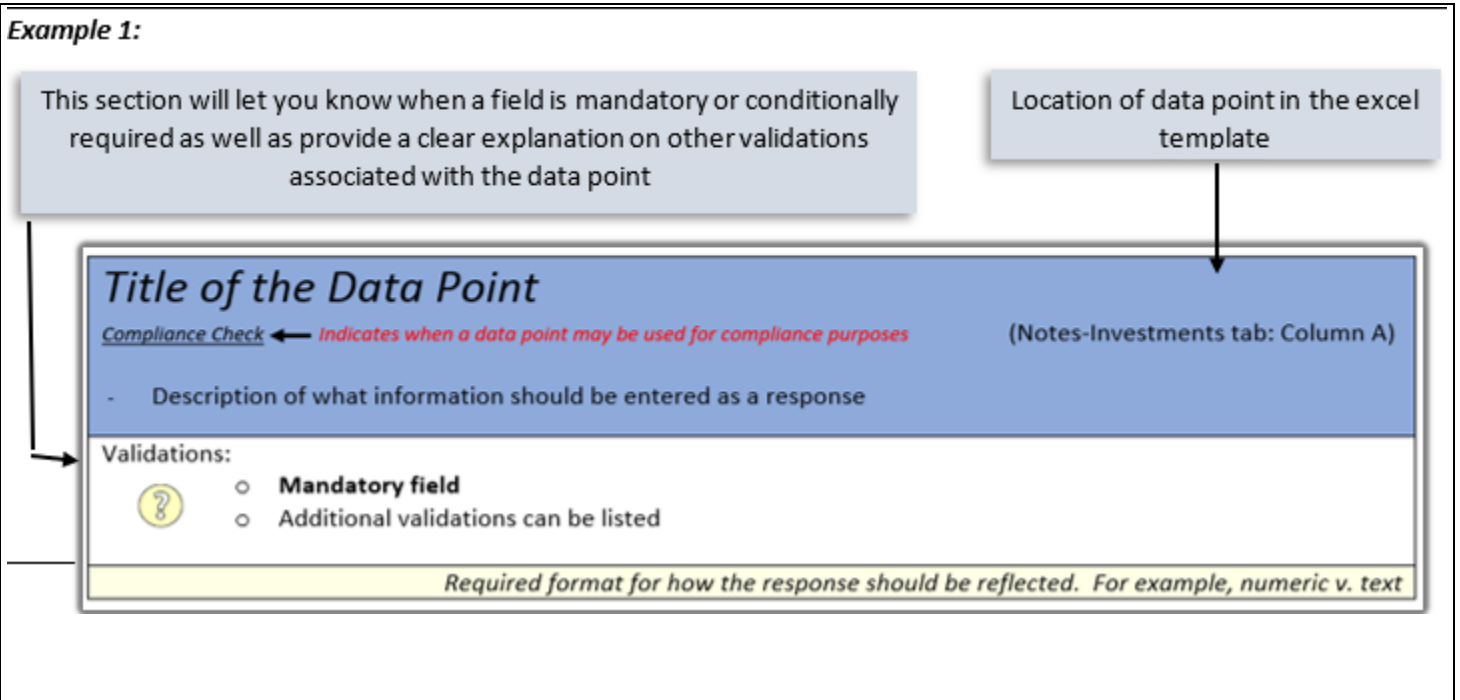 Example 1:
This section will let you know when a field is mandatory or conditionally
required as well as provide a clear explanation on other validations
associated with the data point
Location of data point in the excel
template
Title of the Data Point
Compliance Check Indicates when a data point may be used for compliance purposes
(Notes-Investments tab: Column A)
- Description of what information should be entered as a response
Validations:
?
o Mandatory field
o Additional validations can be listed
Required format for how the response should be reflected. For example, numeric v. text